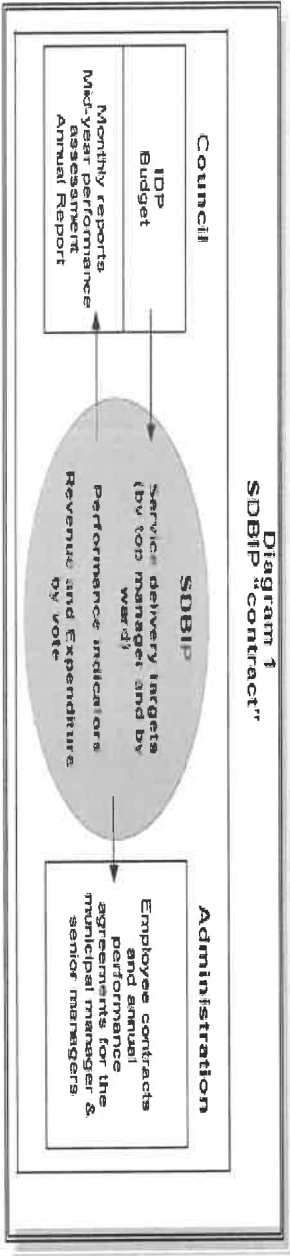 Diagram 1
SDBIP "contract"
Council
IDP
Budget
Monthly reports
Mid-year performance
assessment
Annual Report
SDBIP
Service delivery targets
(by top manager and by
ward)
Performance indicators
Revenue and Expenditure
by vote
Administration
Employee contracts
and annual
performance
agreements for the
municipal manager &
senior managers